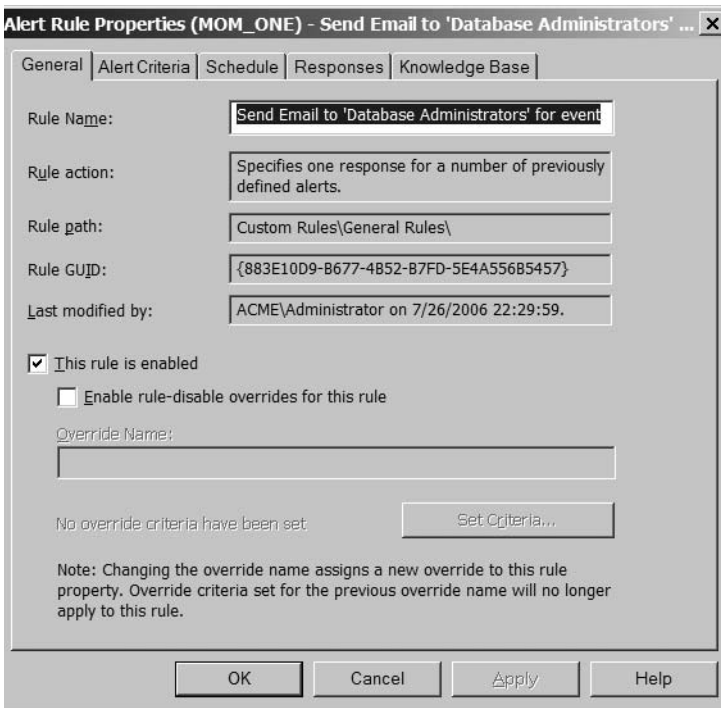 Alert Rule Properties (MOM_ONE) - Send Email to 'Database Administrators' ...
General
Alert Criteria
Schedule
Responses
Knowledge Base
Rule Name:
Send Email to 'Database Administrators' for event
Rule action:
Specifies one response for a number of previously
defined alerts.
Rule path:
Custom Rules\General Rules\
Rule GUID:
{883E10D9-B677-4B52-B7FD-5E4A556B5457}
Last modified by:
ACME\Administrator on 7/26/2006 22:29:59.
This rule is enabled
Enable rule-disable overrides for this rule
Override Name:
No override criteria have been set
Set Criteria...
Note: Changing the override name assigns a new override to this rule
property. Override criteria set for the previous override name will no longer
apply to this rule.
OK
Cancel
Apply
Help